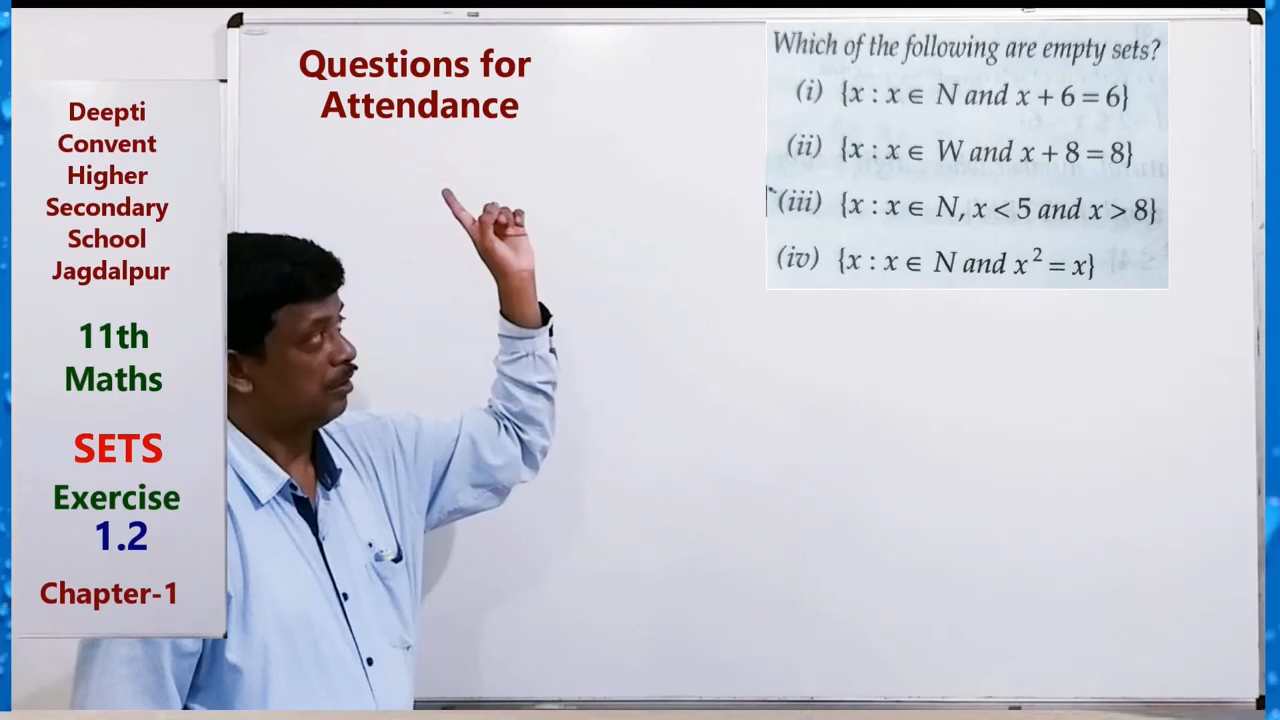 Deepti
Convent
Higher
Secondary
School
Jagdalpur
11th
Maths
SETS
Exercise
1.2
Chapter-1
Questions for
Attendance
Which of the following are empty sets?
(i) {x : x ∈ N and x + 6 = 6}
(ii) {x : x ∈ W and x + 8 = 8}
(iii) {x : x ∈ N, x < 5 and x > 8}
(iv) {x : x ∈ N and x² = x}